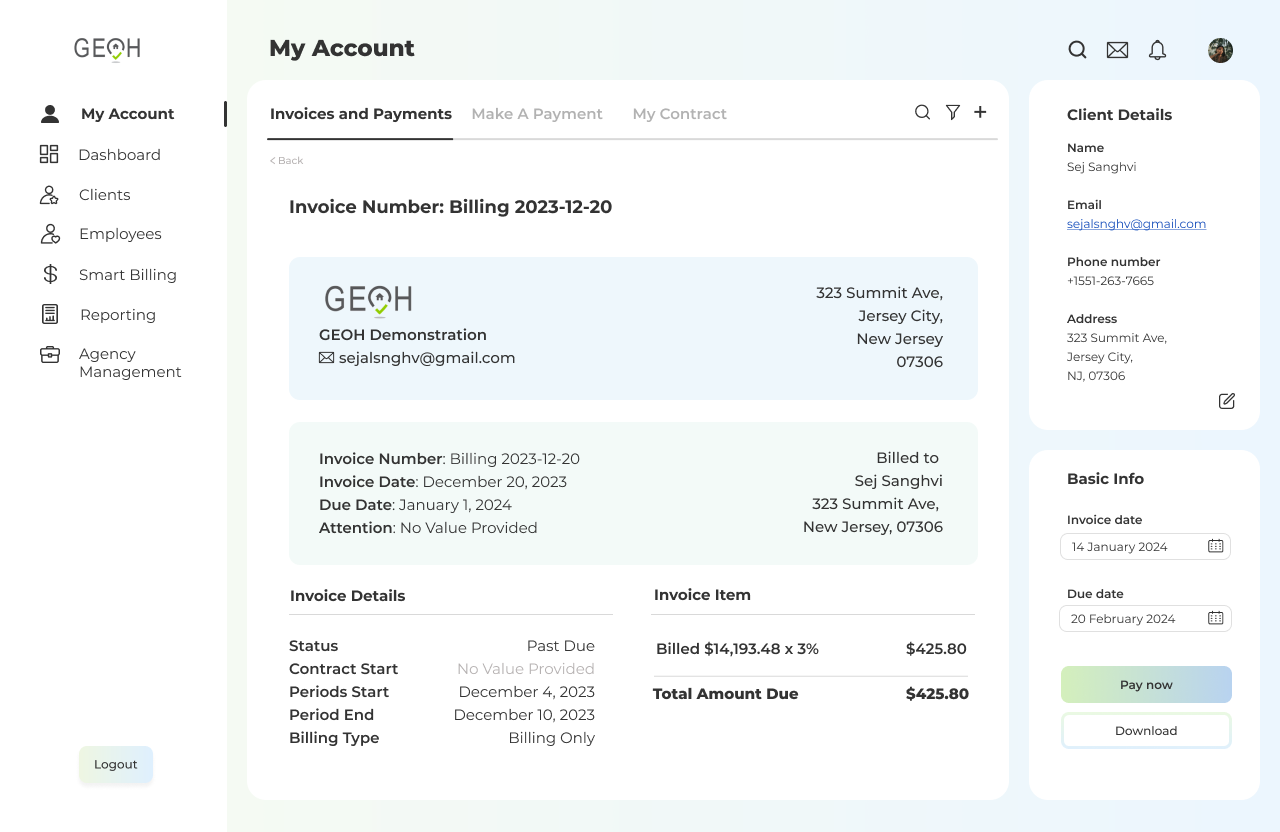 GEOH
My Account
Dashboard
Clients
Employees
Smart Billing
Reporting
Agency
Management
Logout
My Account
Invoices and Payments
Make A Payment
My Contract
< Back
Invoice Number: Billing 2023-12-20
GEOH
GEOH Demonstration
sejalsnghv@gmail.com
323 Summit Ave,
Jersey City,
New Jersey
07306
Invoice Number: Billing 2023-12-20
Invoice Date: December 20, 2023
Due Date: January 1, 2024
Attention: No Value Provided
Billed to
Sej Sanghvi
323 Summit Ave,
New Jersey, 07306
Invoice Details
Status Past Due
Contract Start No Value Provided
Periods Start December 4, 2023
Period End December 10, 2023
Billing Type Billing Only
Invoice Item
Billed $14,193.48 x 3% $425.80
Total Amount Due $425.80
Client Details
Name
Sej Sanghvi
Email
sejalsnghv@gmail.com
Phone number
+1551-263-7665
Address
323 Summit Ave,
Jersey City,
NJ, 07306
Basic Info
Invoice date
14 January 2024
Due date
20 February 2024
Pay now
Download